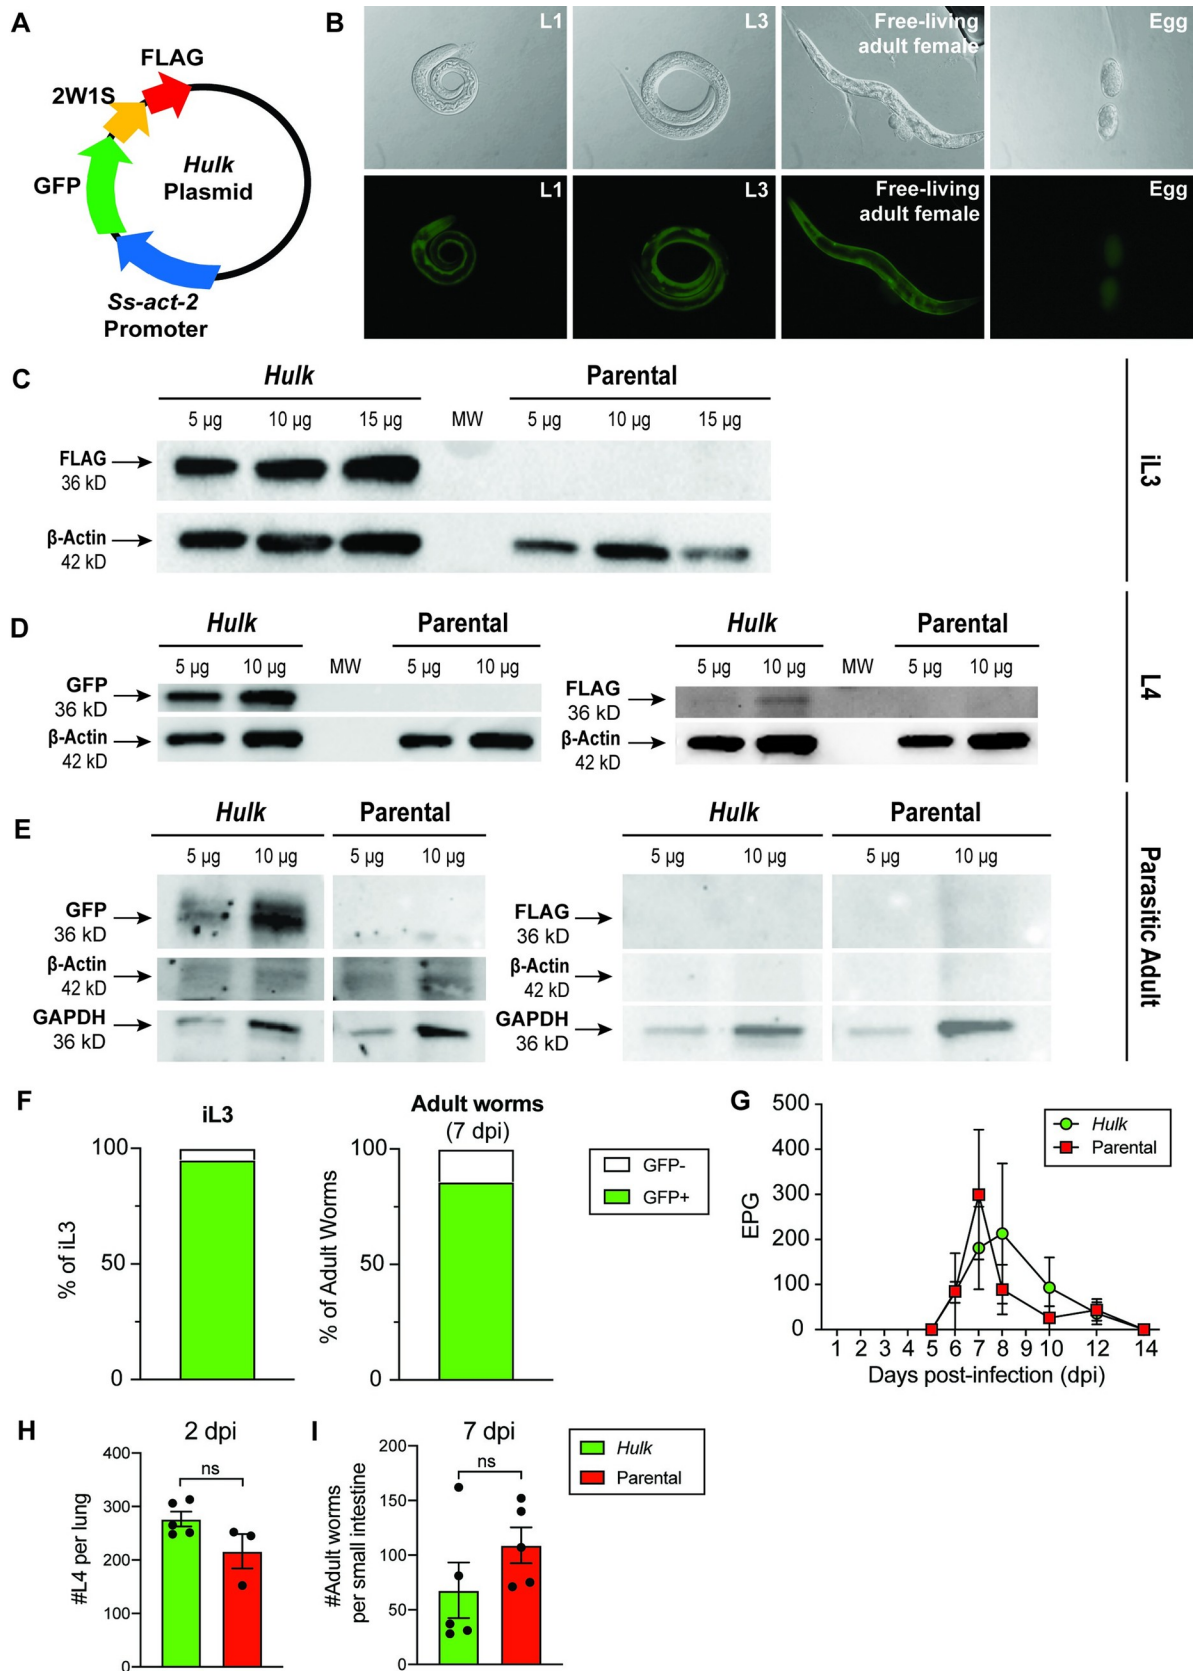 A
FLAG
2W1S
GFP
Hulk
Plasmid
Ss-act-2
Promoter
B
L1
L3
Free-living
adult female
Egg
L1
L3
Free-living
adult female
Egg
C
Hulk
Parental
5 µg 10 µg 15 µg MW 5 µg 10 µg 15 µg
FLAG
36 kD
β-Actin
42 kD
iL3
D
Hulk
Parental
5 µg 10 µg MW 5 µg 10 µg
GFP
36 kD
β-Actin
42 kD
Hulk
Parental
5 µg 10 µg MW 5 µg 10 µg
FLAG
36 kD
β-Actin
42 kD
L4
E
Hulk
Parental
5 µg 10 µg 5 µg 10 µg
GFP
36 kD
β-Actin
42 kD
GAPDH
36 kD
Hulk
Parental
5 µg 10 µg 5 µg 10 µg
FLAG
36 kD
β-Actin
42 kD
GAPDH
36 kD
Parasitic Adult
F
iL3
% of iL3
100
50
0
Adult worms
(7 dpi)
% of Adult Worms
100
50
0
GFP-
GFP+
G
EPG
500
400
300
200
100
0
1 2 3 4 5 6 7 8 9 10 12 14
Days post-infection (dpi)
Hulk
Parental
H
2 dpi
ns
#L4 per lung
400
300
200
100
0
I
7 dpi
ns
#Adult worms
per small intestine
200
150
100
50
0
Hulk
Parental